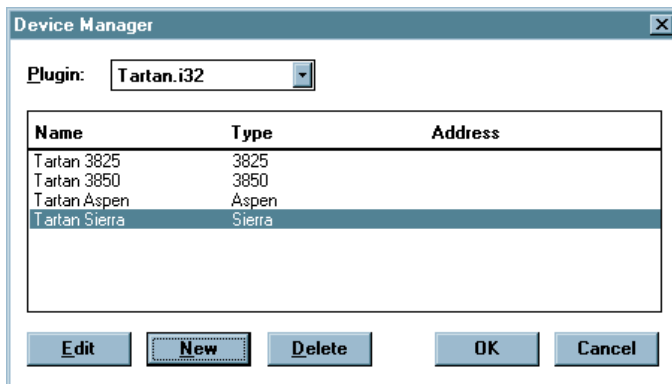 Device Manager
Plugin: Tartan.i32
Name Type Address
Tartan 3825 3825
Tartan 3850 3850
Tartan Aspen Aspen
Tartan Sierra Sierra
Edit New Delete OK Cancel